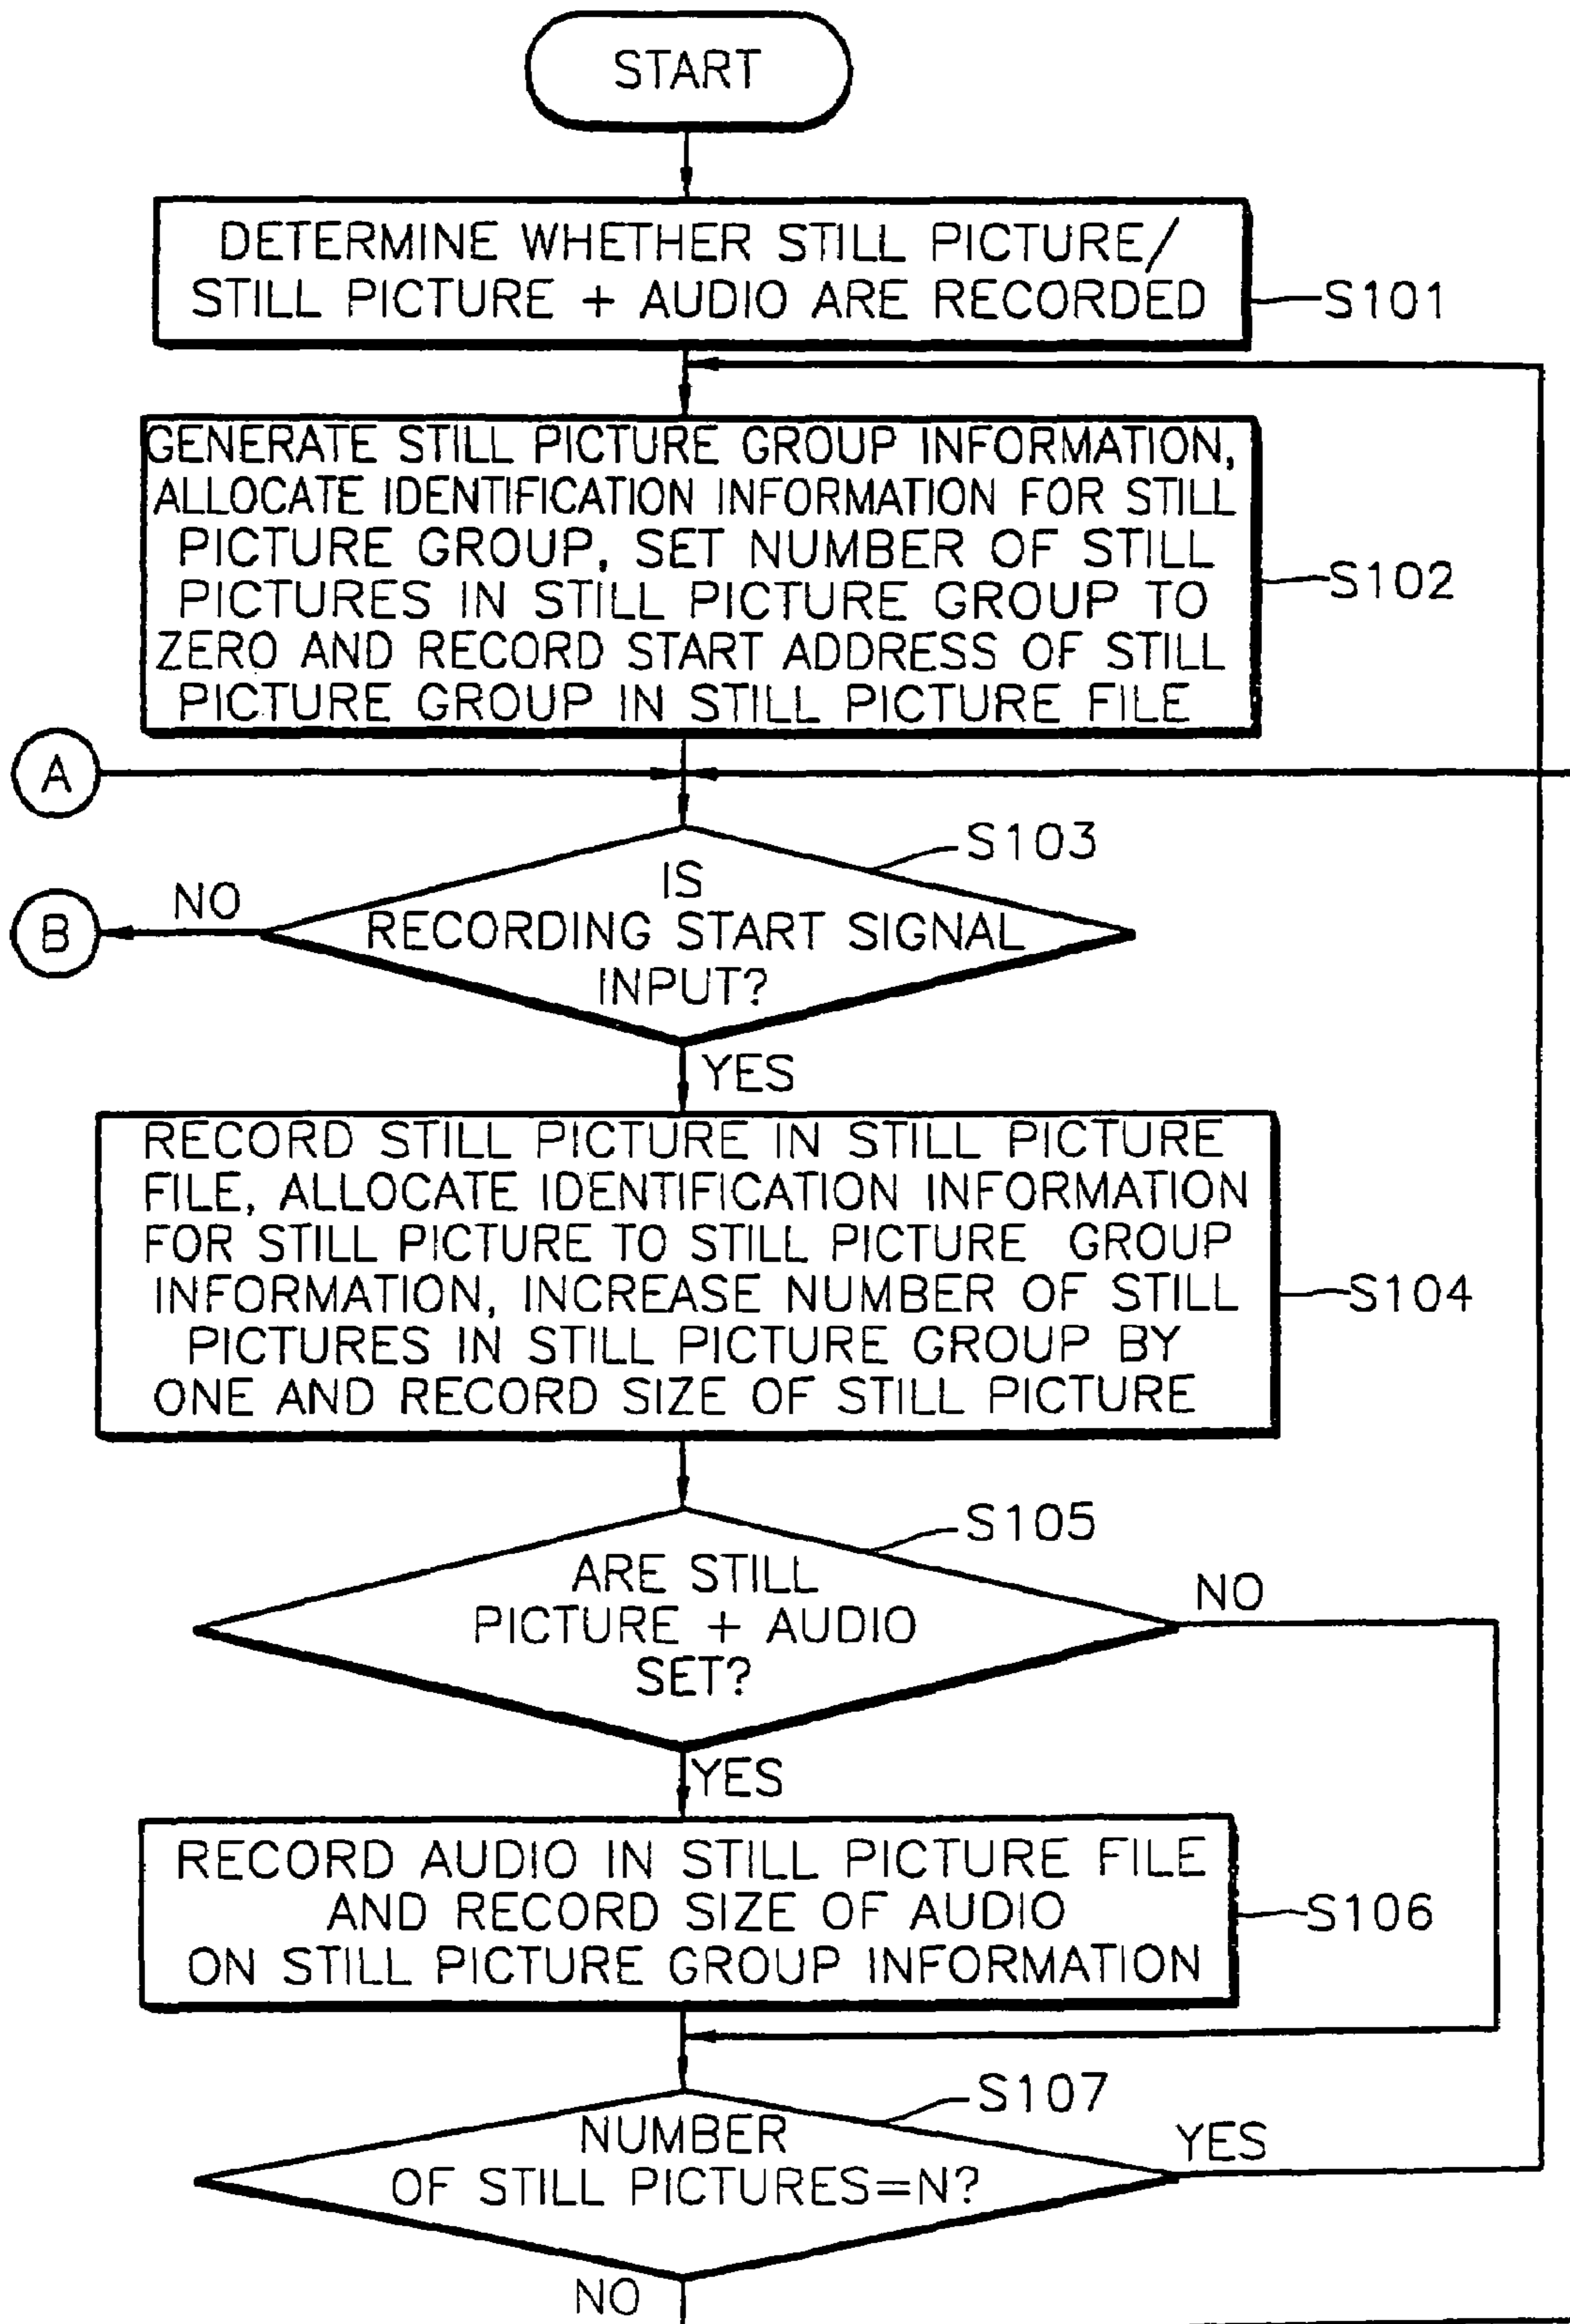 START
DETERMINE WHETHER STILL PICTURE/
STILL PICTURE + AUDIO ARE RECORDED
S101
GENERATE STILL PICTURE GROUP INFORMATION,
ALLOCATE IDENTIFICATION INFORMATION FOR STILL
PICTURE GROUP, SET NUMBER OF STILL
PICTURES IN STILL PICTURE GROUP TO
ZERO AND RECORD START ADDRESS OF STILL
PICTURE GROUP IN STILL PICTURE FILE
S102
A
S103
IS
RECORDING START SIGNAL
INPUT?
NO
B
YES
RECORD STILL PICTURE IN STILL PICTURE
FILE, ALLOCATE IDENTIFICATION INFORMATION
FOR STILL PICTURE TO STILL PICTURE GROUP
INFORMATION, INCREASE NUMBER OF STILL
PICTURES IN STILL PICTURE GROUP BY
ONE AND RECORD SIZE OF STILL PICTURE
S104
S105
ARE STILL
PICTURE + AUDIO
SET?
NO
YES
RECORD AUDIO IN STILL PICTURE FILE
AND RECORD SIZE OF AUDIO
ON STILL PICTURE GROUP INFORMATION
S106
S107
NUMBER
OF STILL PICTURES=N?
YES
NO